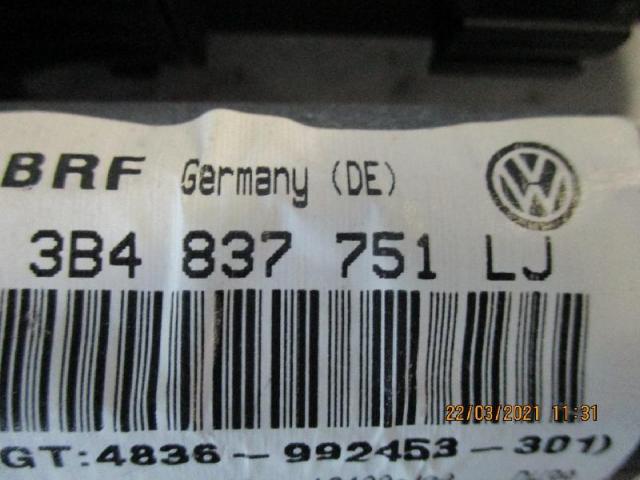 BRF Germany (DE)
3B4 837 751 LJ
22/03/2021 11:31
GT:4836-992453-301)